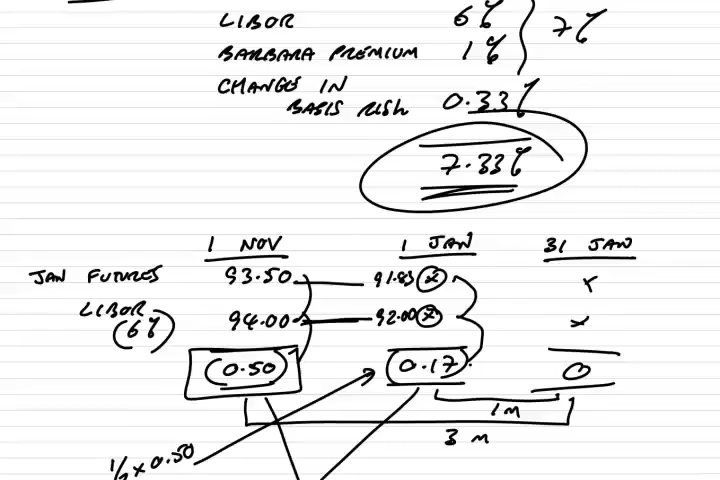 LIBOR 6% 7%
BARBARA PREMIUM 1%
CHANGES IN
BASIS RISK 0.33%
7.33%
1 NOV 1 JAN 31 JAN
JAN FUTURES 93.50 91.83 x x
LIBOR 94.00 92.00 x x
(6%)
(0.50) (0.17) 0
1 M
3 M
1/3 x 0.50